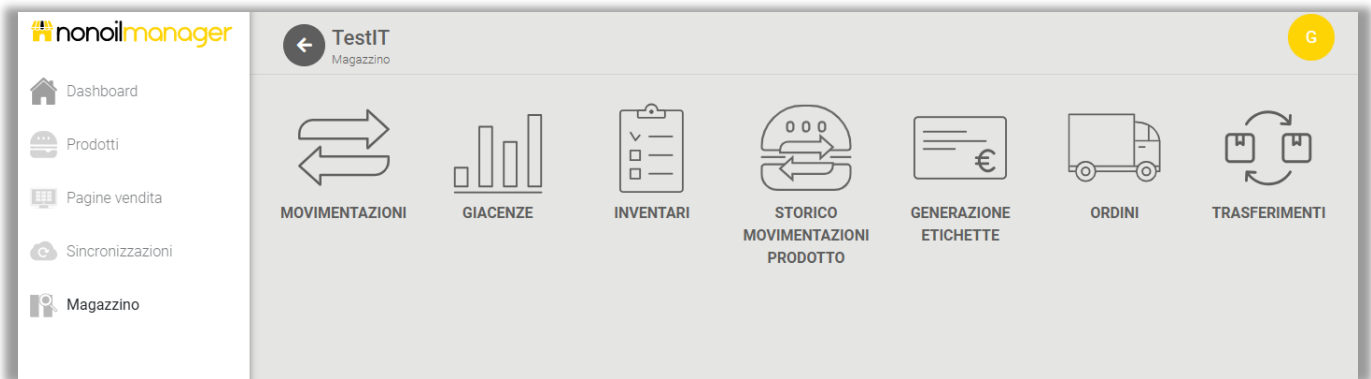 nonoilmanager
Dashboard
Prodotti
Pagine vendita
Sincronizzazioni
Magazzino
TestIT
Magazzino
G
MOVIMENTAZIONI
GIACENZE
INVENTARI
STORICO
MOVIMENTAZIONI
PRODOTTO
€
GENERAZIONE
ETICHETTE
ORDINI
TRASFERIMENTI